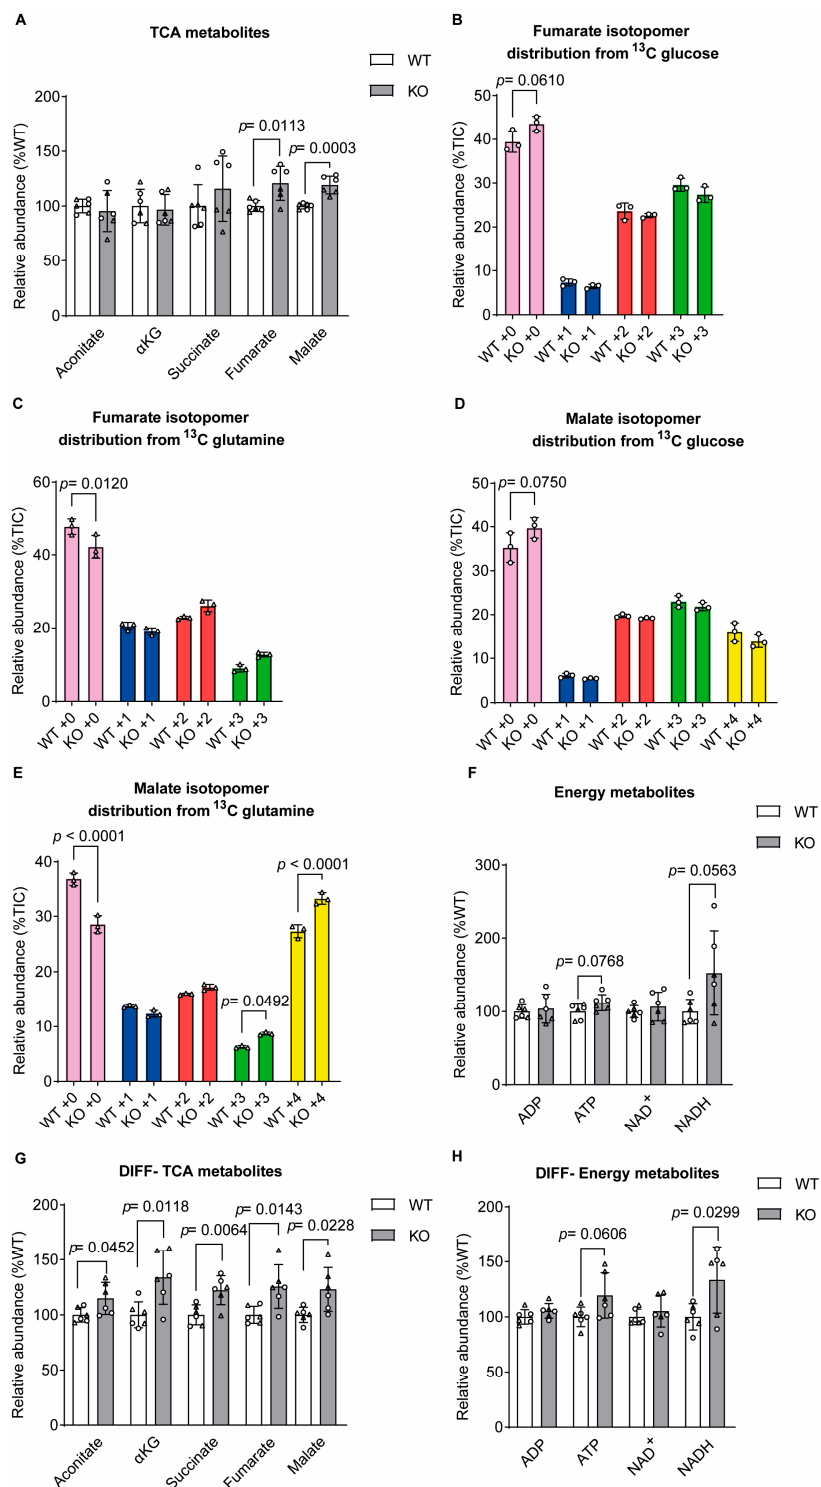 A
TCA metabolites
WT
KO
Relative abundance (%WT)
200
150
100
50
0
p= 0.0113
p= 0.0003
Aconitate
αKG
Succinate
Fumarate
Malate
B
Fumarate isotopomer
distribution from 13C glucose
Relative abundance (%TIC)
50
40
30
20
10
0
p= 0.0610
WT +0
KO +0
WT +1
KO +1
WT +2
KO +2
WT +3
KO +3
C
Fumarate isotopomer
distribution from 13C glutamine
Relative abundance (%TIC)
60
40
20
0
p= 0.0120
WT +0
KO +0
WT +1
KO +1
WT +2
KO +2
WT +3
KO +3
D
Malate isotopomer
distribution from 13C glucose
Relative abundance (%TIC)
50
40
30
20
10
0
p= 0.0750
WT +0
KO +0
WT +1
KO +1
WT +2
KO +2
WT +3
KO +3
WT +4
KO +4
E
Malate isotopomer
distribution from 13C glutamine
Relative abundance (%TIC)
40
30
20
10
0
p < 0.0001
p= 0.0492
p < 0.0001
WT +0
KO +0
WT +1
KO +1
WT +2
KO +2
WT +3
KO +3
WT +4
KO +4
F
Energy metabolites
WT
KO
Relative abundance (%WT)
300
200
100
0
p= 0.0768
p= 0.0563
ADP
ATP
NAD+
NADH
G
DIFF- TCA metabolites
WT
KO
Relative abundance (%WT)
200
150
100
50
0
p= 0.0452
p= 0.0118
p= 0.0064
p= 0.0143
p= 0.0228
Aconitate
αKG
Succinate
Fumarate
Malate
H
DIFF- Energy metabolites
WT
KO
Relative abundance (%WT)
200
150
100
50
0
p= 0.0606
p= 0.0299
ADP
ATP
NAD+
NADH